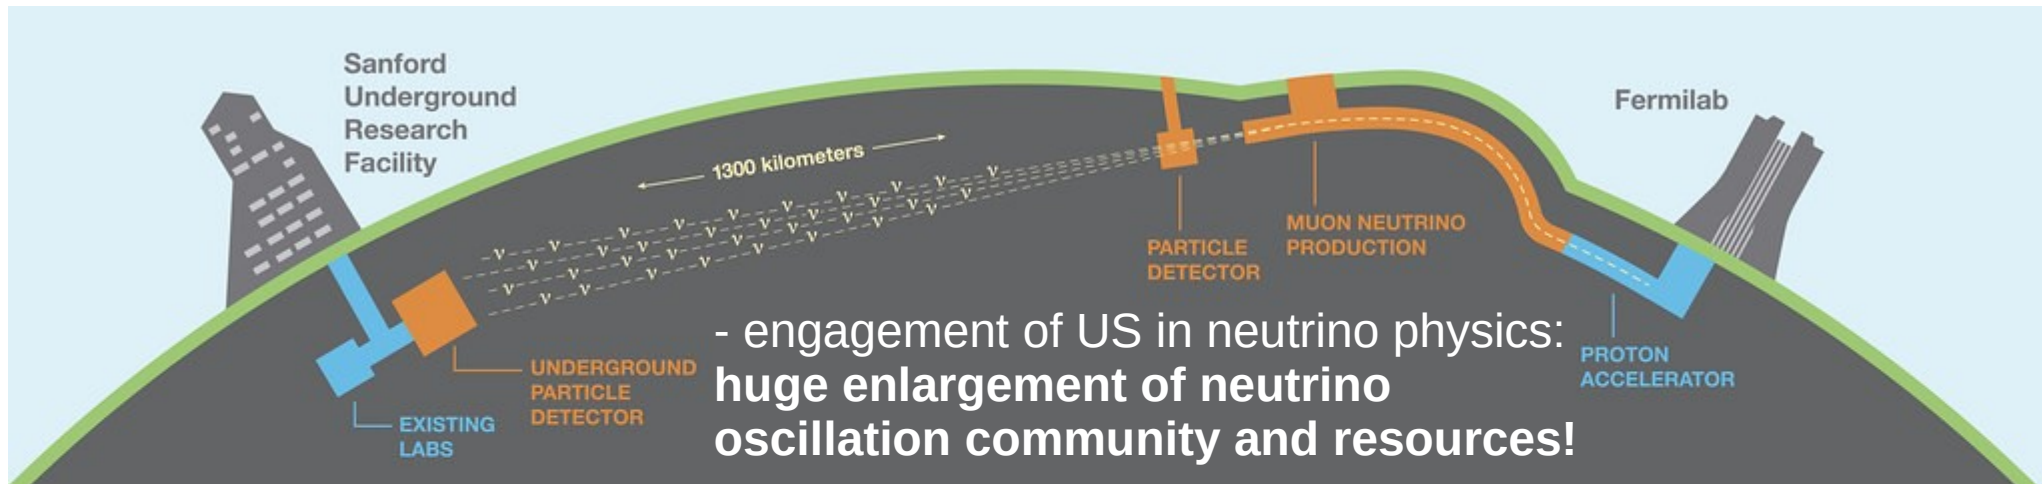 Sanford
Underground
Research
Facility
Fermilab
1300 kilometers
ν ν ν ν ν ν ν ν
ν ν ν ν ν ν ν ν
ν ν ν ν ν ν ν
ν ν ν ν ν ν ν
PARTICLE
DETECTOR
MUON NEUTRINO
PRODUCTION
PROTON
ACCELERATOR
UNDERGROUND
PARTICLE
DETECTOR
EXISTING
LABS
- engagement of US in neutrino physics:
huge enlargement of neutrino
oscillation community and resources!